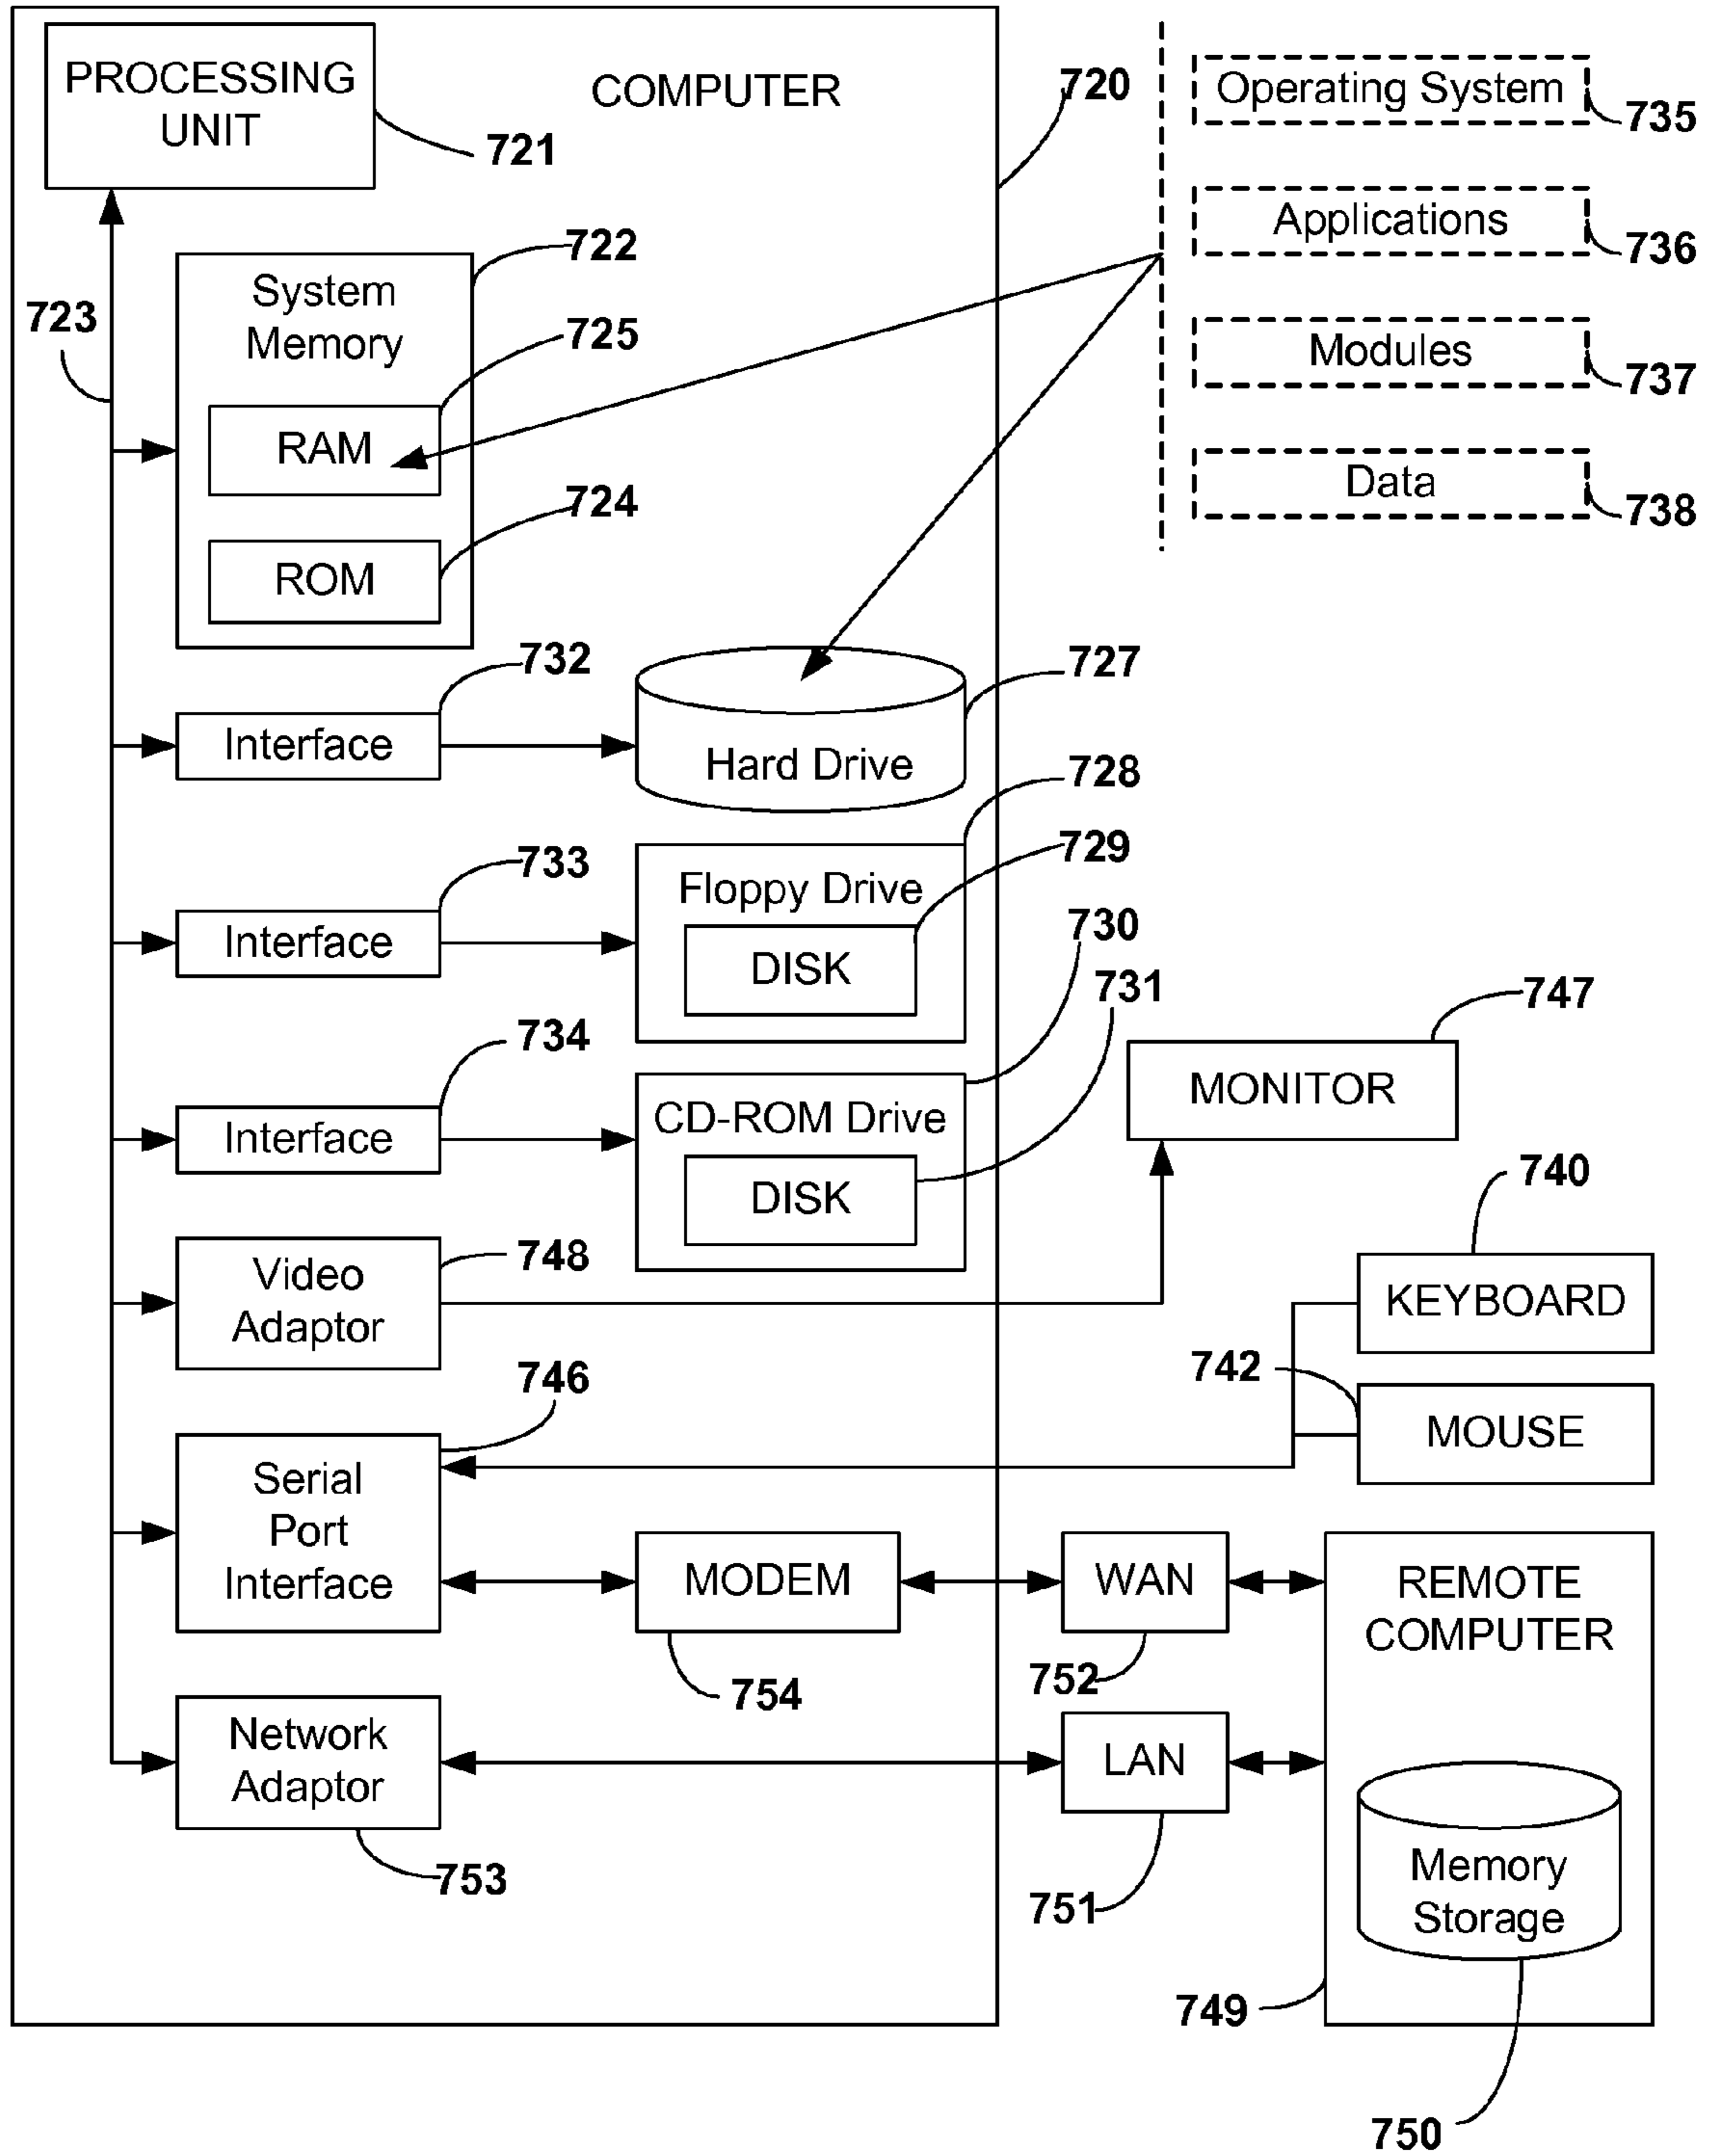 PROCESSING
UNIT
721
COMPUTER
720
Operating System
735
Applications
736
Modules
737
Data
738
723
722
System
Memory
725
RAM
724
ROM
732
Interface
727
Hard Drive
728
733
Interface
729
Floppy Drive
DISK
730
731
734
Interface
CD-ROM Drive
DISK
747
MONITOR
740
KEYBOARD
742
MOUSE
748
Video
Adaptor
746
Serial
Port
Interface
MODEM
754
WAN
752
REMOTE
COMPUTER
Network
Adaptor
753
LAN
751
Memory
Storage
749
750